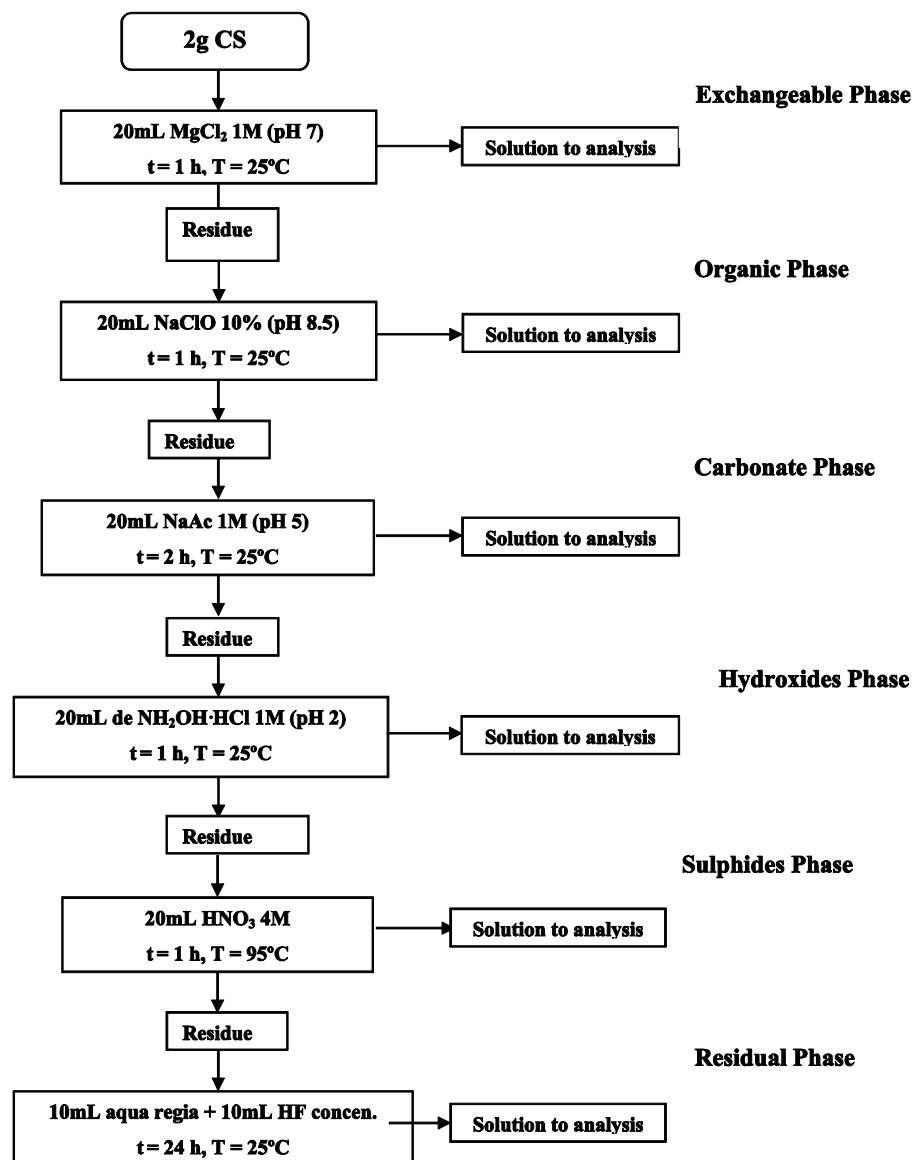 2g CS
Exchangeable Phase
20mL MgCl₂ 1M (pH 7)
t = 1 h, T = 25ºC
Solution to analysis
Residue
Organic Phase
20mL NaClO 10% (pH 8.5)
t = 1 h, T = 25ºC
Solution to analysis
Residue
Carbonate Phase
20mL NaAc 1M (pH 5)
t = 2 h, T = 25ºC
Solution to analysis
Residue
Hydroxides Phase
20mL de NH₂OH·HCl 1M (pH 2)
t = 1 h, T = 25ºC
Solution to analysis
Residue
Sulphides Phase
20mL HNO₃ 4M
t = 1 h, T = 95ºC
Solution to analysis
Residue
Residual Phase
10mL aqua regia + 10mL HF concen.
t = 24 h, T = 25ºC
Solution to analysis